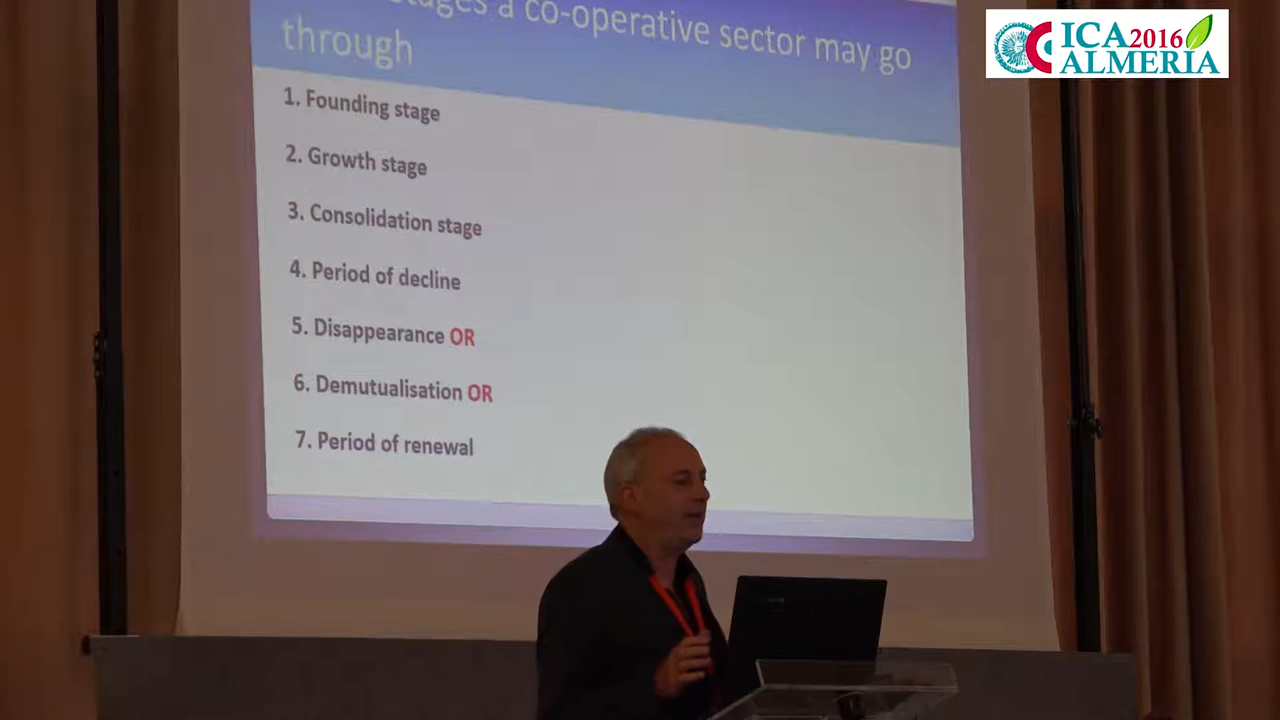 stages a co-operative sector may go
through
1. Founding stage
2. Growth stage
3. Consolidation stage
4. Period of decline
5. Disappearance OR
6. Demutualisation OR
7. Period of renewal
ICA 2016
ALMERIA